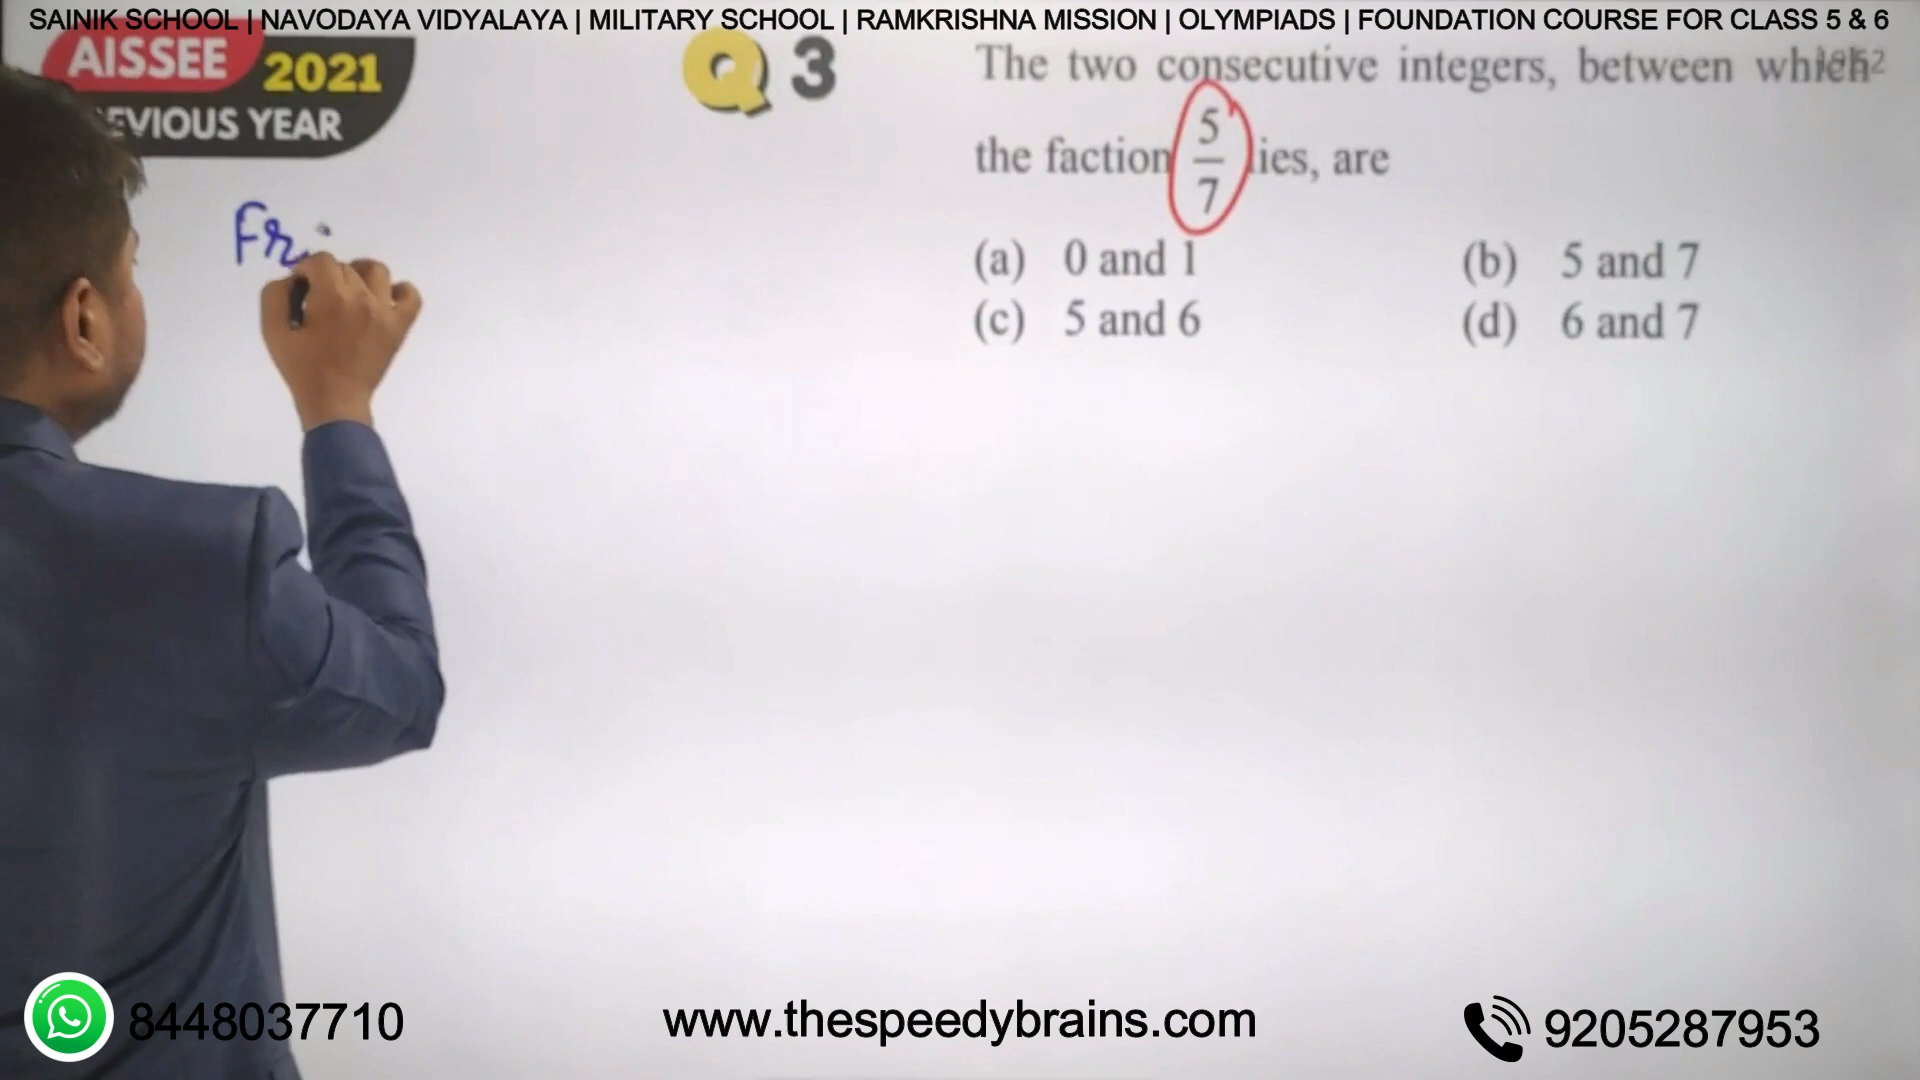 SAINIK SCHOOL | NAVODAYA VIDYALAYA | MILITARY SCHOOL | RAMKRISHNA MISSION | OLYMPIADS | FOUNDATION COURSE FOR CLASS 5 & 6
AISSEE 2021
EVIOUS YEAR
Q 3
The two consecutive integers, between which
the faction 5/7 lies, are
(a) 0 and 1 (b) 5 and 7
(c) 5 and 6 (d) 6 and 7
8448037710
www.thespeedybrains.com
9205287953